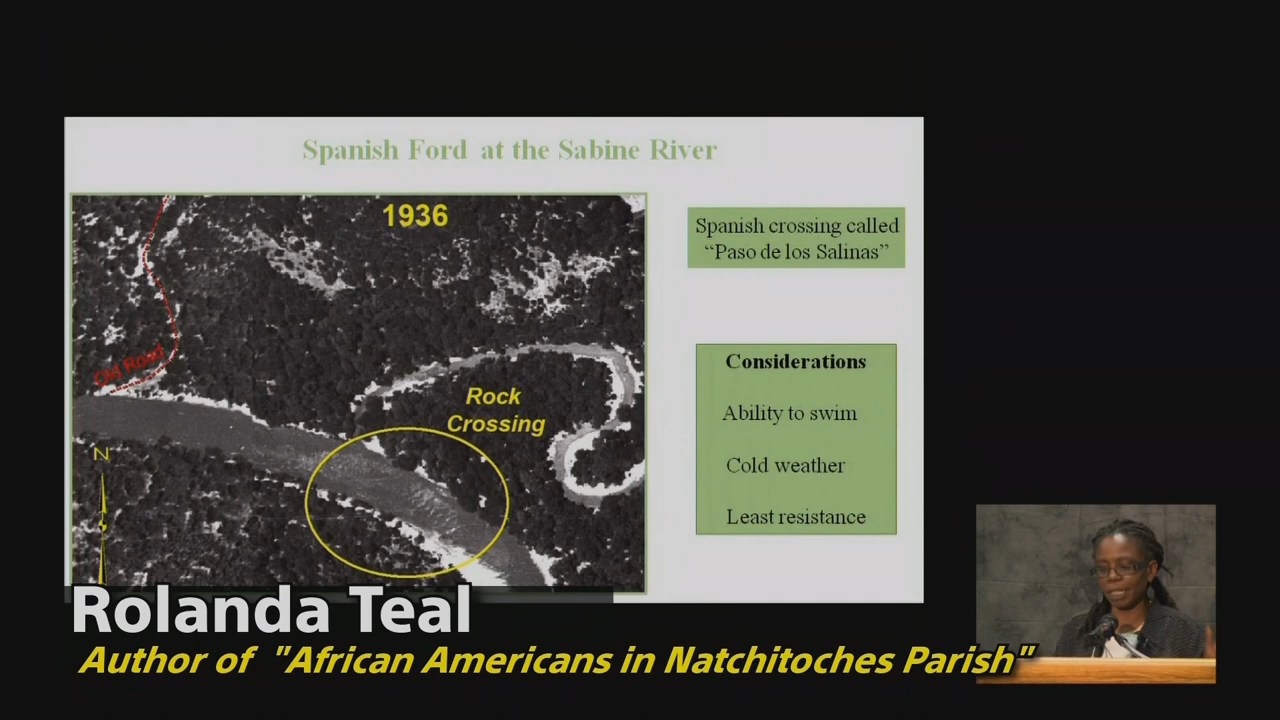 Spanish Ford at the Sabine River
1936
Old Road
Rock
Crossing
N
Spanish crossing called
“Paso de los Salinas”
Considerations
Ability to swim
Cold weather
Least resistance
Rolanda Teal
Author of "African Americans in Natchitoches Parish"